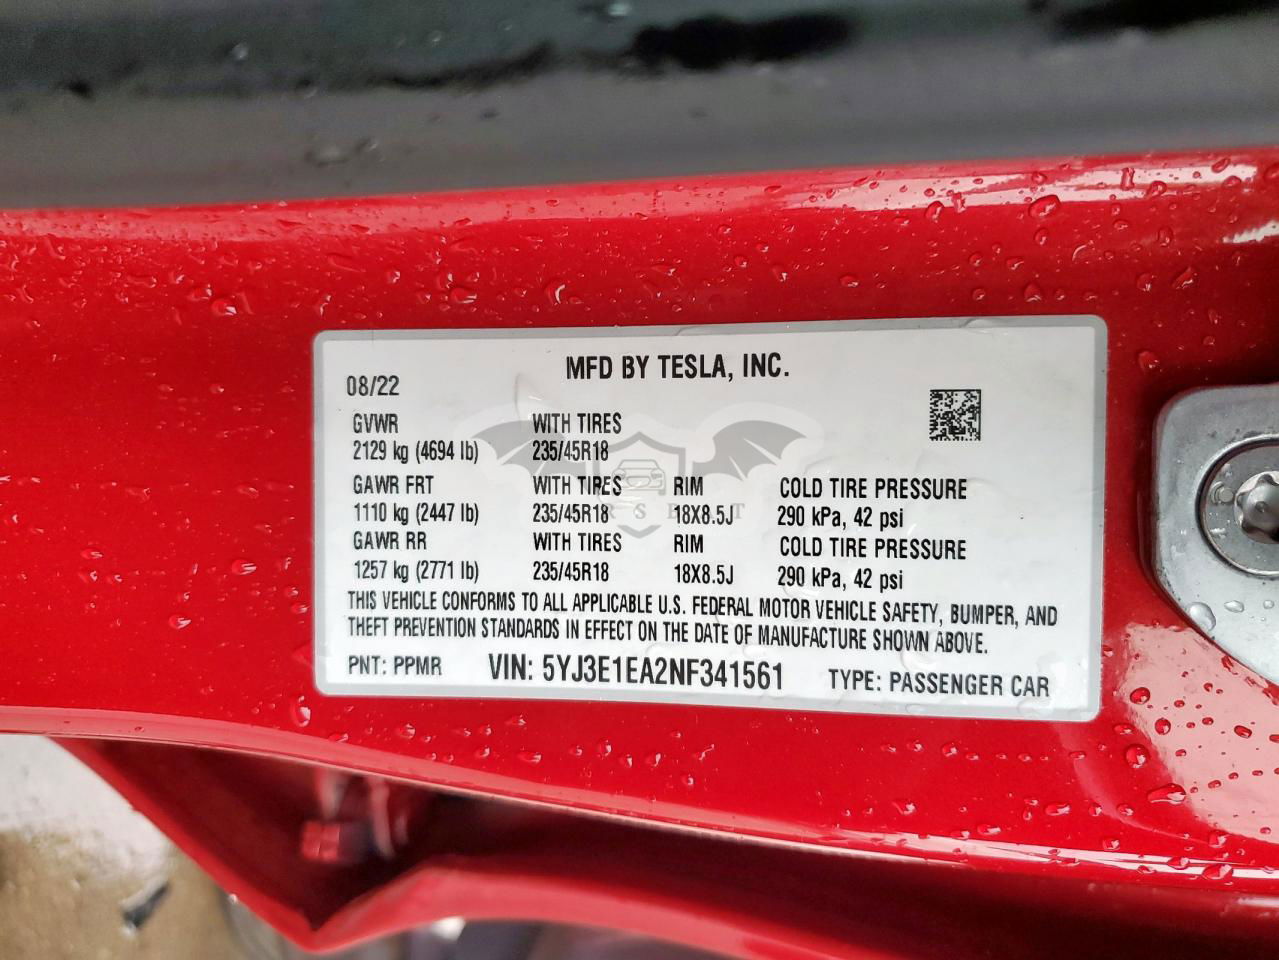 MFD BY TESLA, INC.
08/22
GVWR WITH TIRES
2129 kg (4694 lb) 235/45R18
GAWR FRT WITH TIRES RIM COLD TIRE PRESSURE
1110 kg (2447 lb) 235/45R18 18X8.5J 290 kPa, 42 psi
GAWR RR WITH TIRES RIM COLD TIRE PRESSURE
1257 kg (2771 lb) 235/45R18 18X8.5J 290 kPa, 42 psi
THIS VEHICLE CONFORMS TO ALL APPLICABLE U.S. FEDERAL MOTOR VEHICLE SAFETY, BUMPER, AND
THEFT PREVENTION STANDARDS IN EFFECT ON THE DATE OF MANUFACTURE SHOWN ABOVE.
PNT: PPMR VIN: 5YJ3E1EA2NF341561 TYPE: PASSENGER CAR